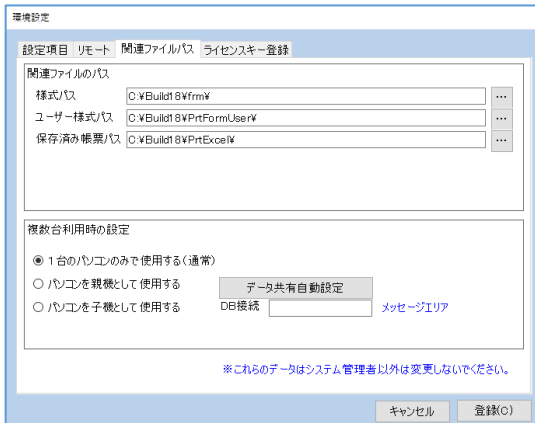 環境設定
設定項目 リモート 関連ファイルパス ライセンスキー登録
関連ファイルのパス
様式パス C:¥Build18¥frm¥ ...
ユーザー様式パス C:¥Build18¥PrtFormUser¥ ...
保存済み帳票パス C:¥Build18¥PrtExcel¥ ...
複数台利用時の設定
1台のパソコンのみで使用する(通常)
パソコンを親機として使用する データ共有自動設定
パソコンを子機として使用する DB接続 メッセージエリア
※これらのデータはシステム管理者以外は変更しないでください。
キャンセル 登録(C)